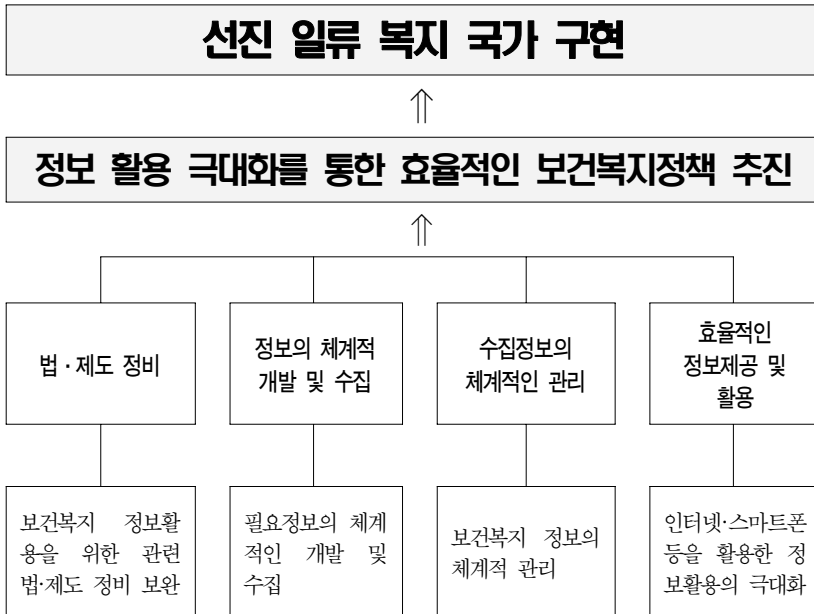 선진 일류 복지 국가 구현
⇑
정보 활용 극대화를 통한 효율적인 보건복지정책 추진
⇑
법·제도 정비
정보의 체계적
개발 및 수집
수집정보의
체계적인 관리
효율적인
정보제공 및
활용
보건복지 정보활
용을 위한 관련
법·제도 정비 보완
필요정보의 체계
적인 개발 및
수집
보건복지 정보의
체계적 관리
인터넷·스마트폰
등을 활용한 정
보활용의 극대화